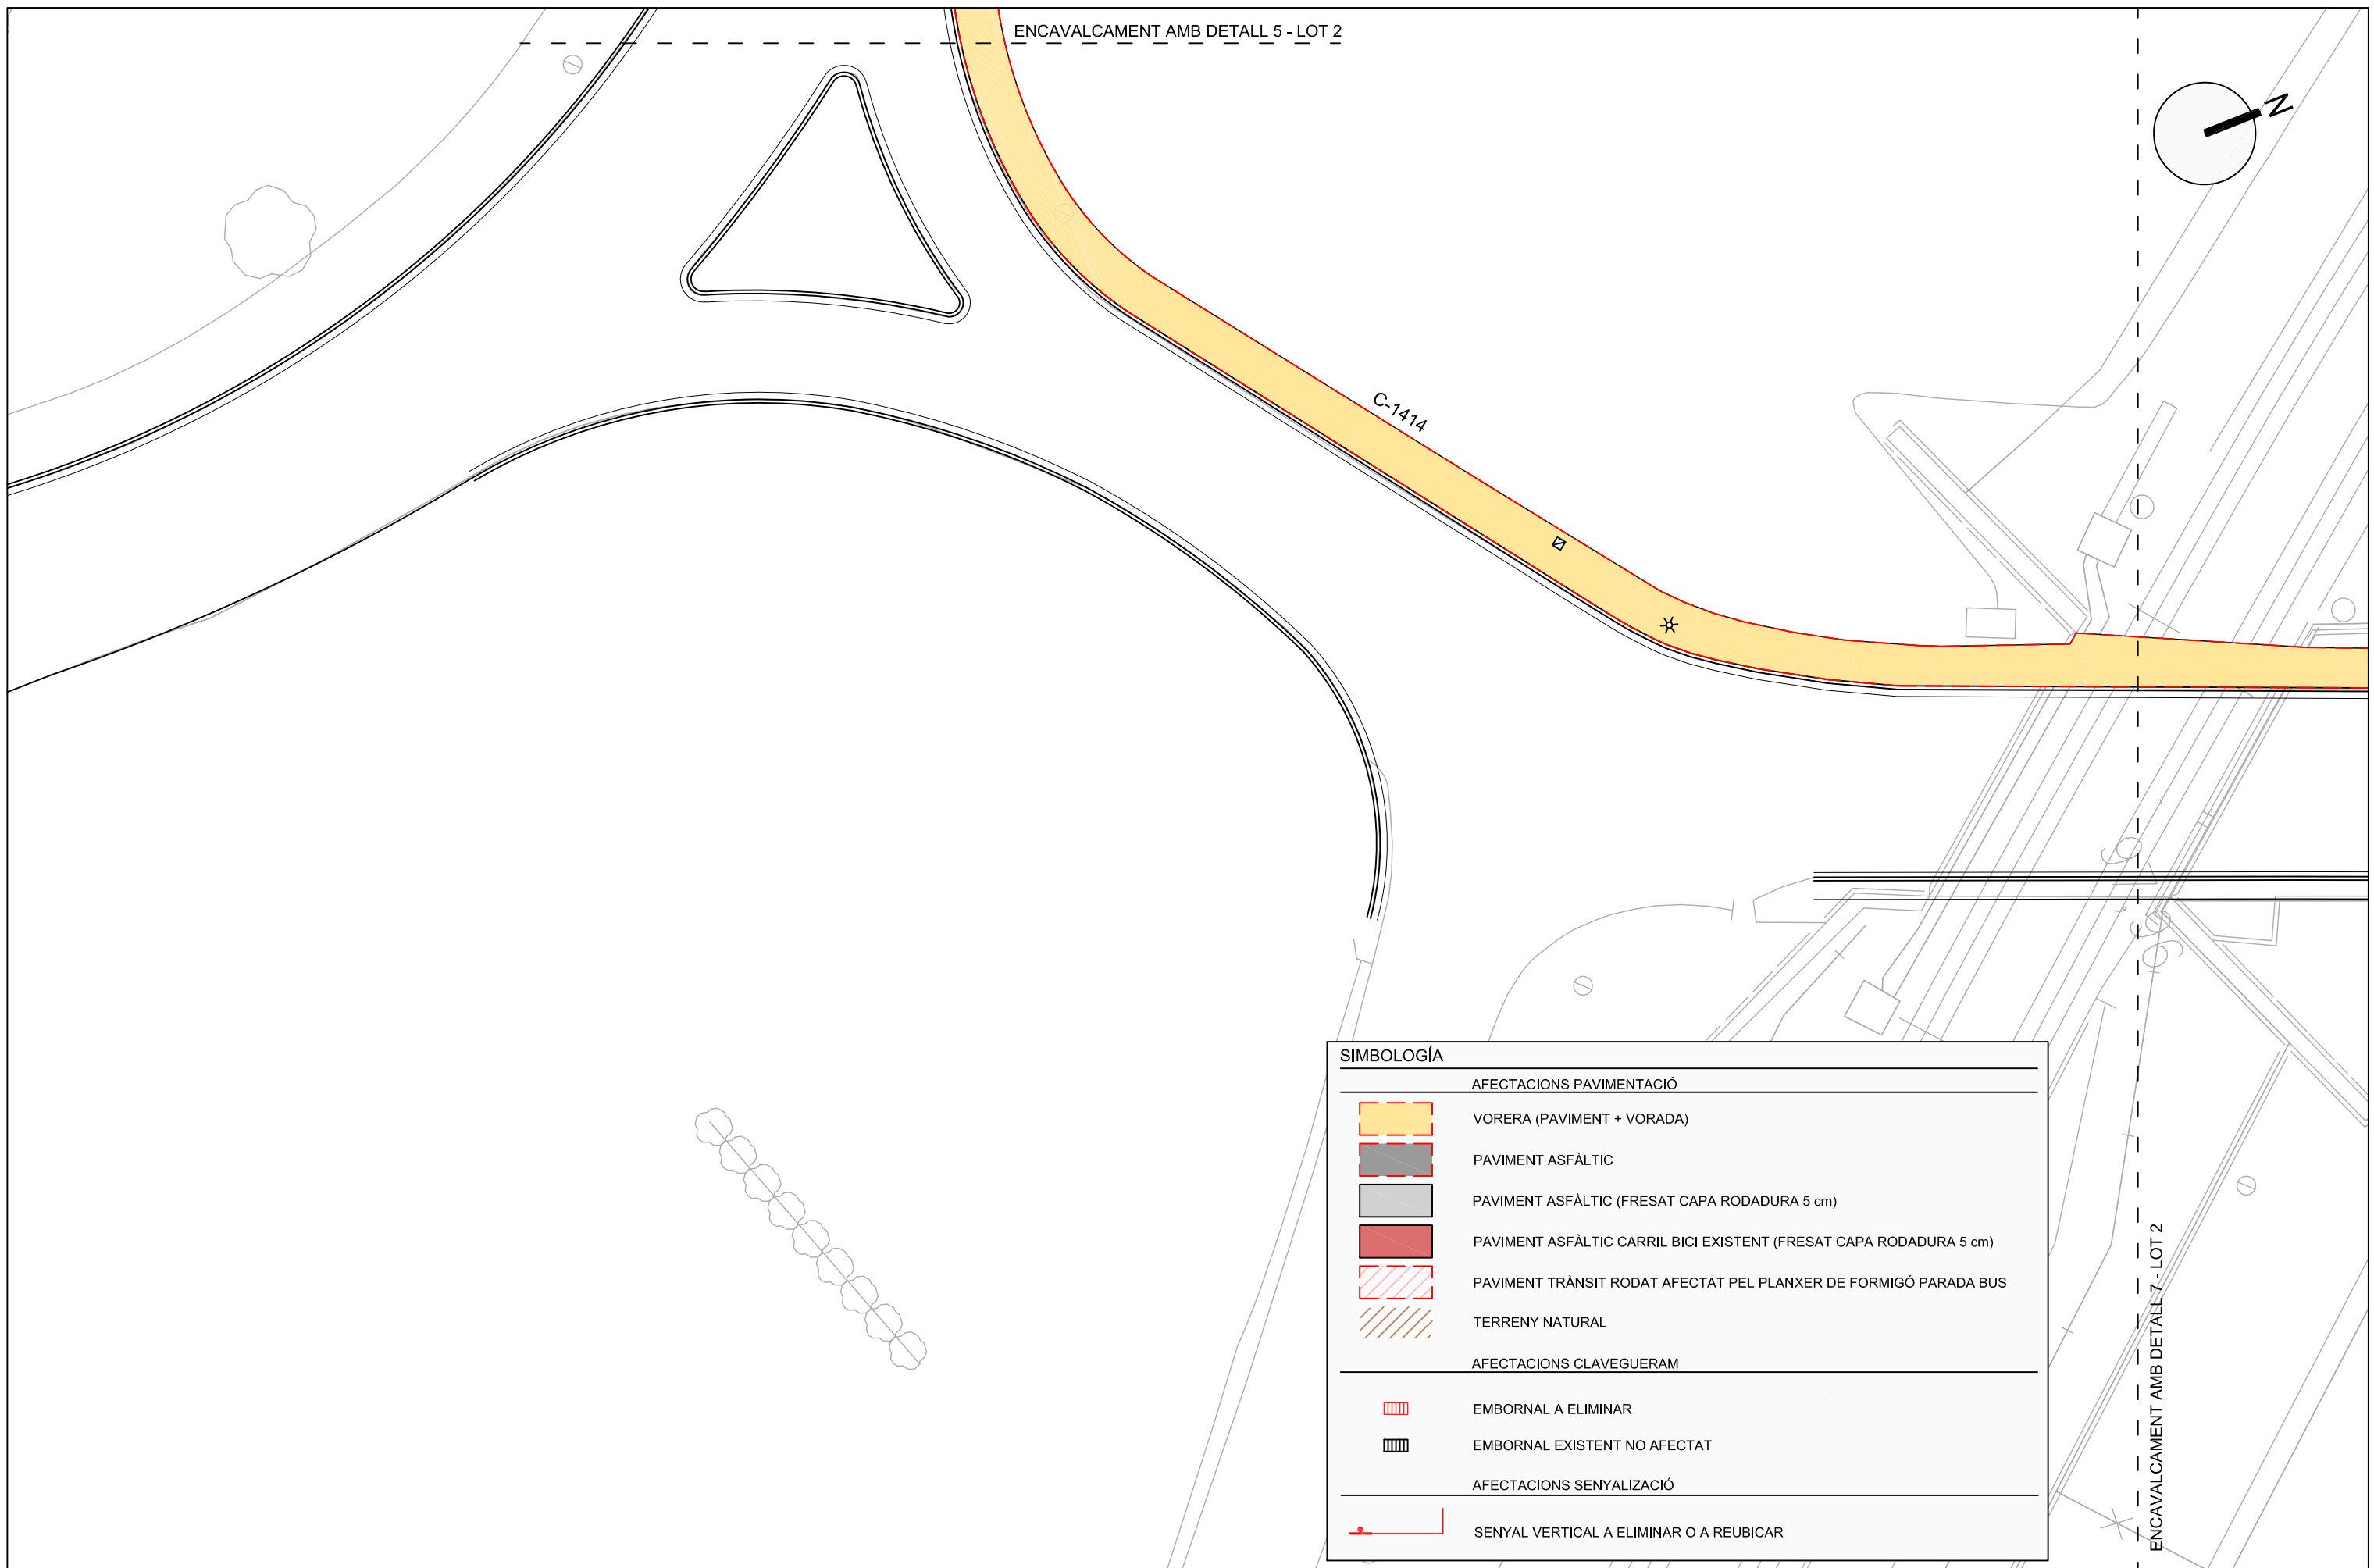 ENCAVALCAMENT AMB DETALL 5 - LOT 2
N
C-1414
SIMBOLOGÍA
AFECTACIONS PAVIMENTACIÓ
VORERA (PAVIMENT + VORADA)
PAVIMENT ASFÀLTIC
PAVIMENT ASFÀLTIC (FRESAT CAPA RODADURA 5 cm)
PAVIMENT ASFÀLTIC CARRIL BICI EXISTENT (FRESAT CAPA RODADURA 5 cm)
PAVIMENT TRÀNSIT RODAT AFECTAT PEL PLANXER DE FORMIGÓ PARADA BUS
TERRENY NATURAL
AFECTACIONS CLAVEGUERAM
EMBORNAL A ELIMINAR
EMBORNAL EXISTENT NO AFECTAT
AFECTACIONS SENYALIZACIÓ
SENYAL VERTICAL A ELIMINAR O A REUBICAR
ENCAVALCAMENT AMB DETALL 7 - LOT 2